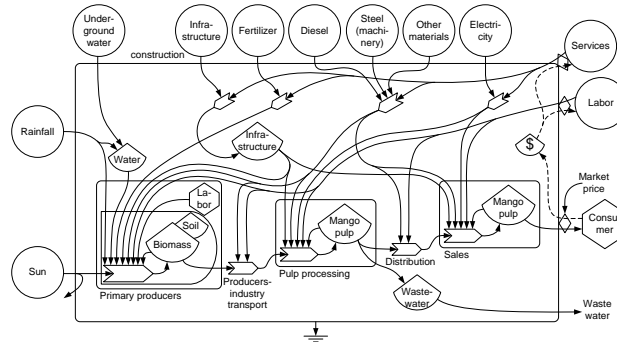 Under-
ground
water
Infra-
structure
Fertilizer
Diesel
Steel
(machi-
nery)
Other
materials
Electri-
city
Services
construction
Labor
Rainfall
Water
Infra-
structure
$
Market
price
La-
bor
Soil
Biomass
Mango
pulp
Mango
pulp
Consu
mer
Sun
Primary producers
Producers-
industry
transport
Pulp processing
Distribution
Sales
Waste-
water
Waste
water